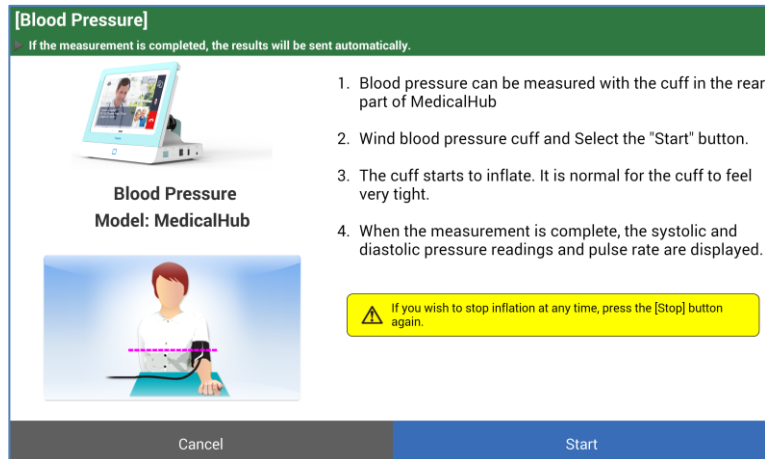 [Blood Pressure]
If the measurement is completed, the results will be sent automatically.
Blood Pressure
Model: MedicalHub
1. Blood pressure can be measured with the cuff in the rear
part of MedicalHub
2. Wind blood pressure cuff and Select the "Start" button.
3. The cuff starts to inflate. It is normal for the cuff to feel
very tight.
4. When the measurement is complete, the systolic and
diastolic pressure readings and pulse rate are displayed.
If you wish to stop inflation at any time, press the [Stop] button
again.
Cancel
Start